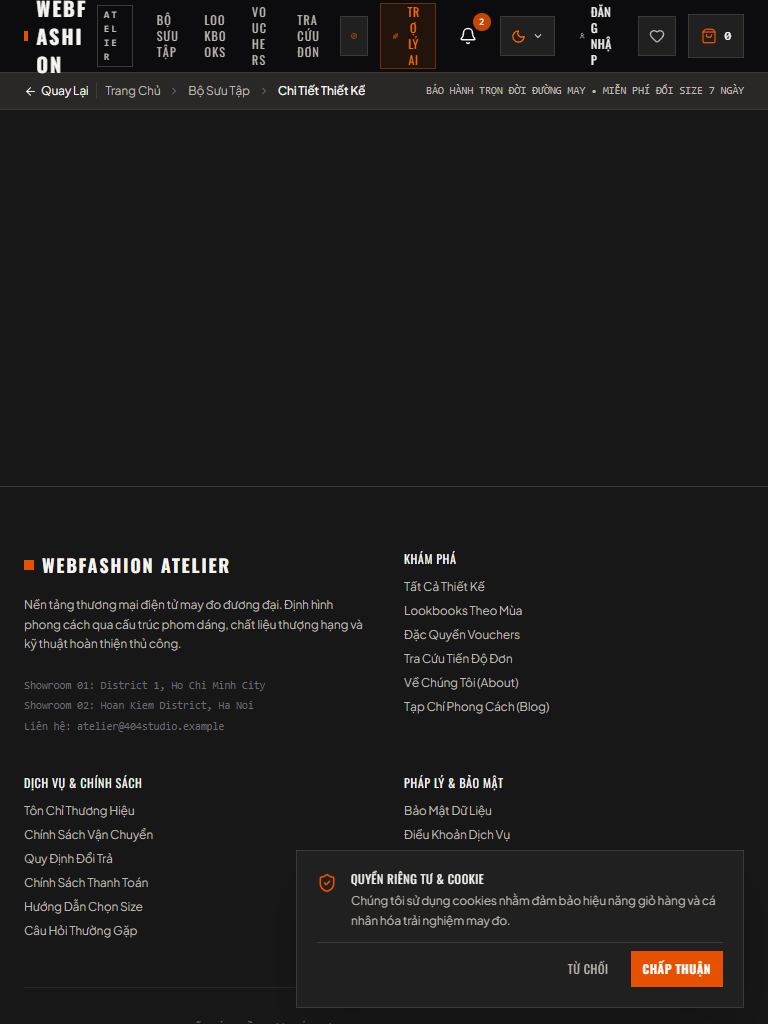 WEBF
ASHI
ON
AT
EL
IE
R
BỘ
SƯU
TẬP
LOO
KBO
OKS
VO
UC
HE
RS
TRA
CỨU
ĐƠN
TR
Ợ
LÝ
AI
2
ĐĂN
G
NHẬ
P
0
Quay Lại
Trang Chủ
Bộ Sưu Tập
Chi Tiết Thiết Kế
BẢO HÀNH TRỌN ĐỜI ĐƯỜNG MAY • MIỄN PHÍ ĐỔI SIZE 7 NGÀY
WEBFASHION ATELIER
Nền tảng thương mại điện tử may đo đương đại. Định hình
phong cách qua cấu trúc phom dáng, chất liệu thượng hạng và
kỹ thuật hoàn thiện thủ công.
Showroom 01: District 1, Ho Chi Minh City
Showroom 02: Hoan Kiem District, Ha Noi
Liên hệ: atelier@404studio.example
KHÁM PHÁ
Tất Cả Thiết Kế
Lookbooks Theo Mùa
Đặc Quyền Vouchers
Tra Cứu Tiến Độ Đơn
Về Chúng Tôi (About)
Tạp Chí Phong Cách (Blog)
DỊCH VỤ & CHÍNH SÁCH
Tôn Chỉ Thương Hiệu
Chính Sách Vận Chuyển
Quy Định Đổi Trả
Chính Sách Thanh Toán
Hướng Dẫn Chọn Size
Câu Hỏi Thường Gặp
PHÁP LÝ & BẢO MẬT
Bảo Mật Dữ Liệu
Điều Khoản Dịch Vụ
QUYỀN RIÊNG TƯ & COOKIE
Chúng tôi sử dụng cookies nhằm đảm bảo hiệu năng giỏ hàng và cá
nhân hóa trải nghiệm may đo.
TỪ CHỐI
CHẤP THUẬN